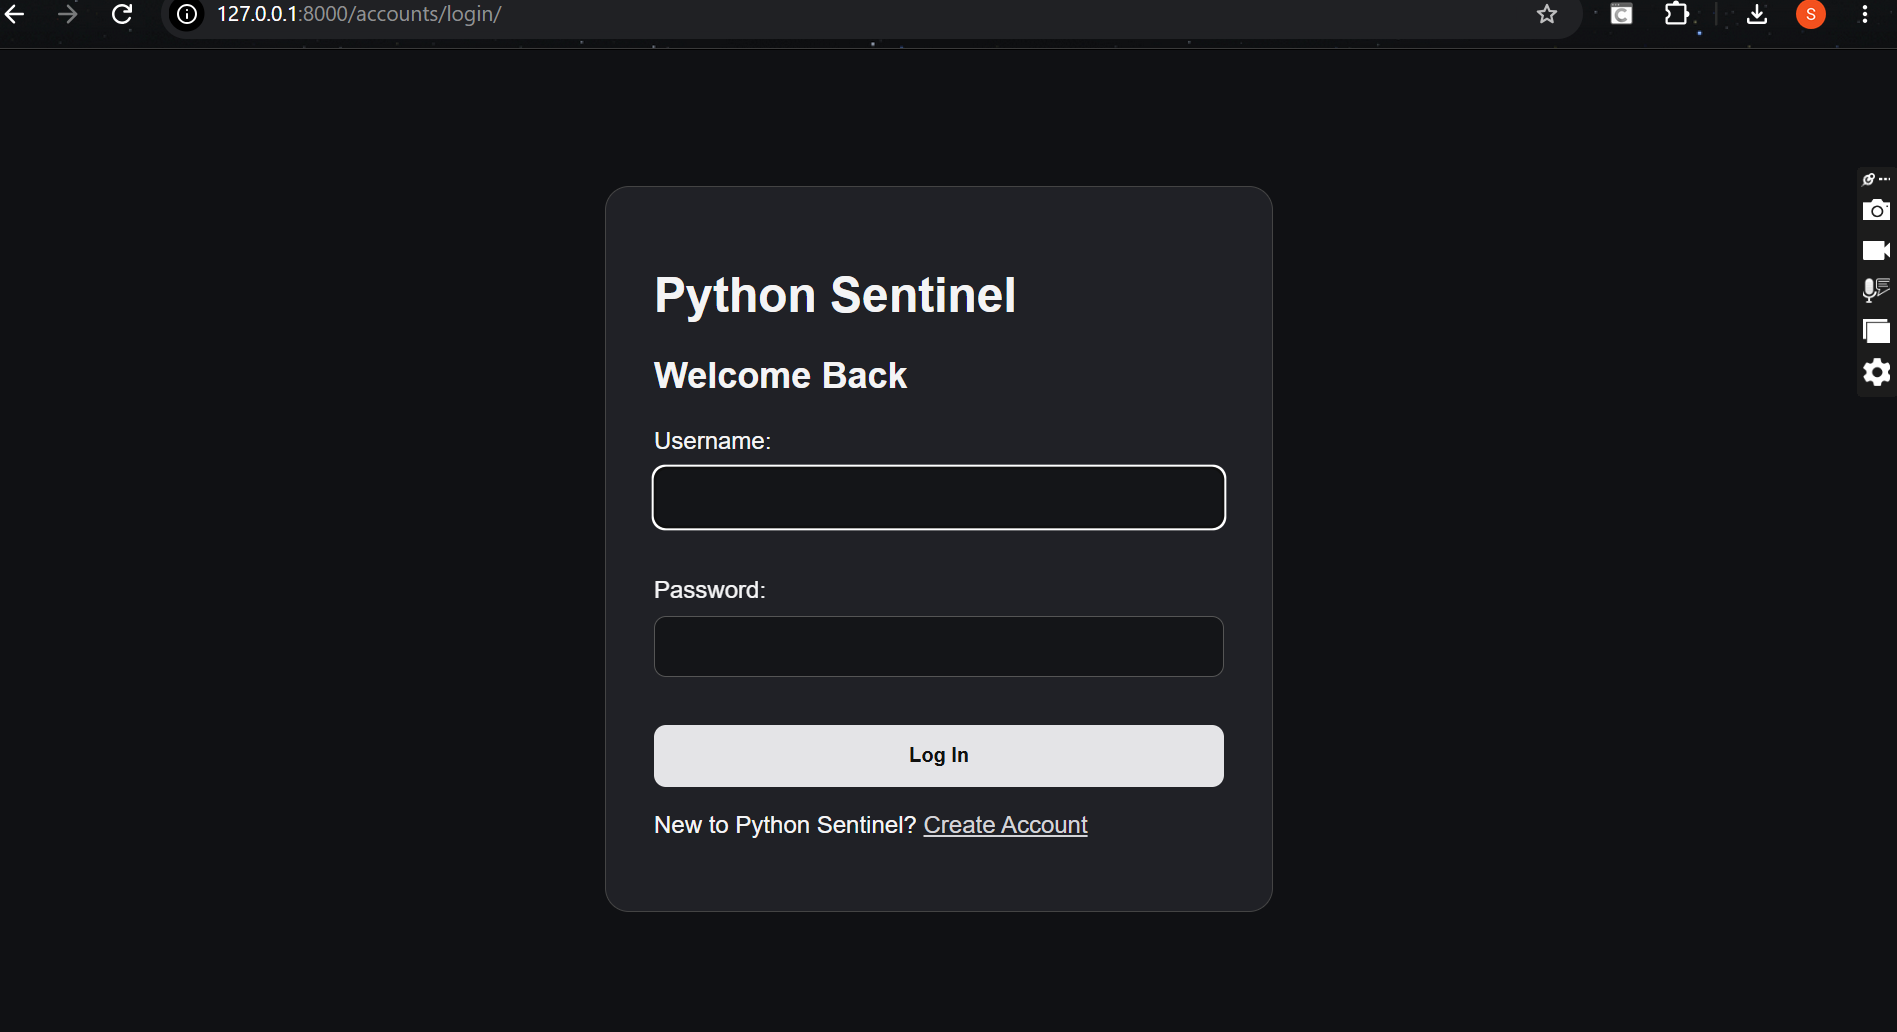 127.0.0.1:8000/accounts/login/
S
C
Python Sentinel
Welcome Back
Username:
Password:
Log In
New to Python Sentinel? Create Account